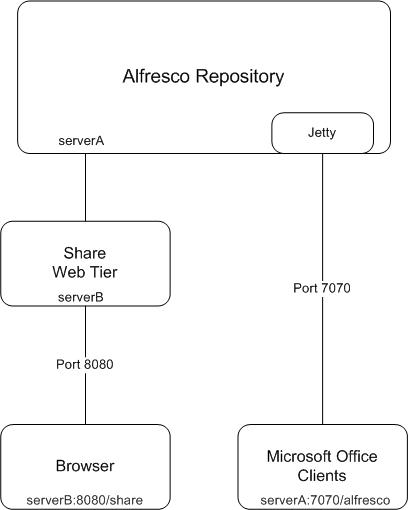 Alfresco Repository
serverA
Jetty
Share
Web Tier
serverB
Port 7070
Port 8080
Browser
serverB:8080/share
Microsoft Office
Clients
serverA:7070/alfresco